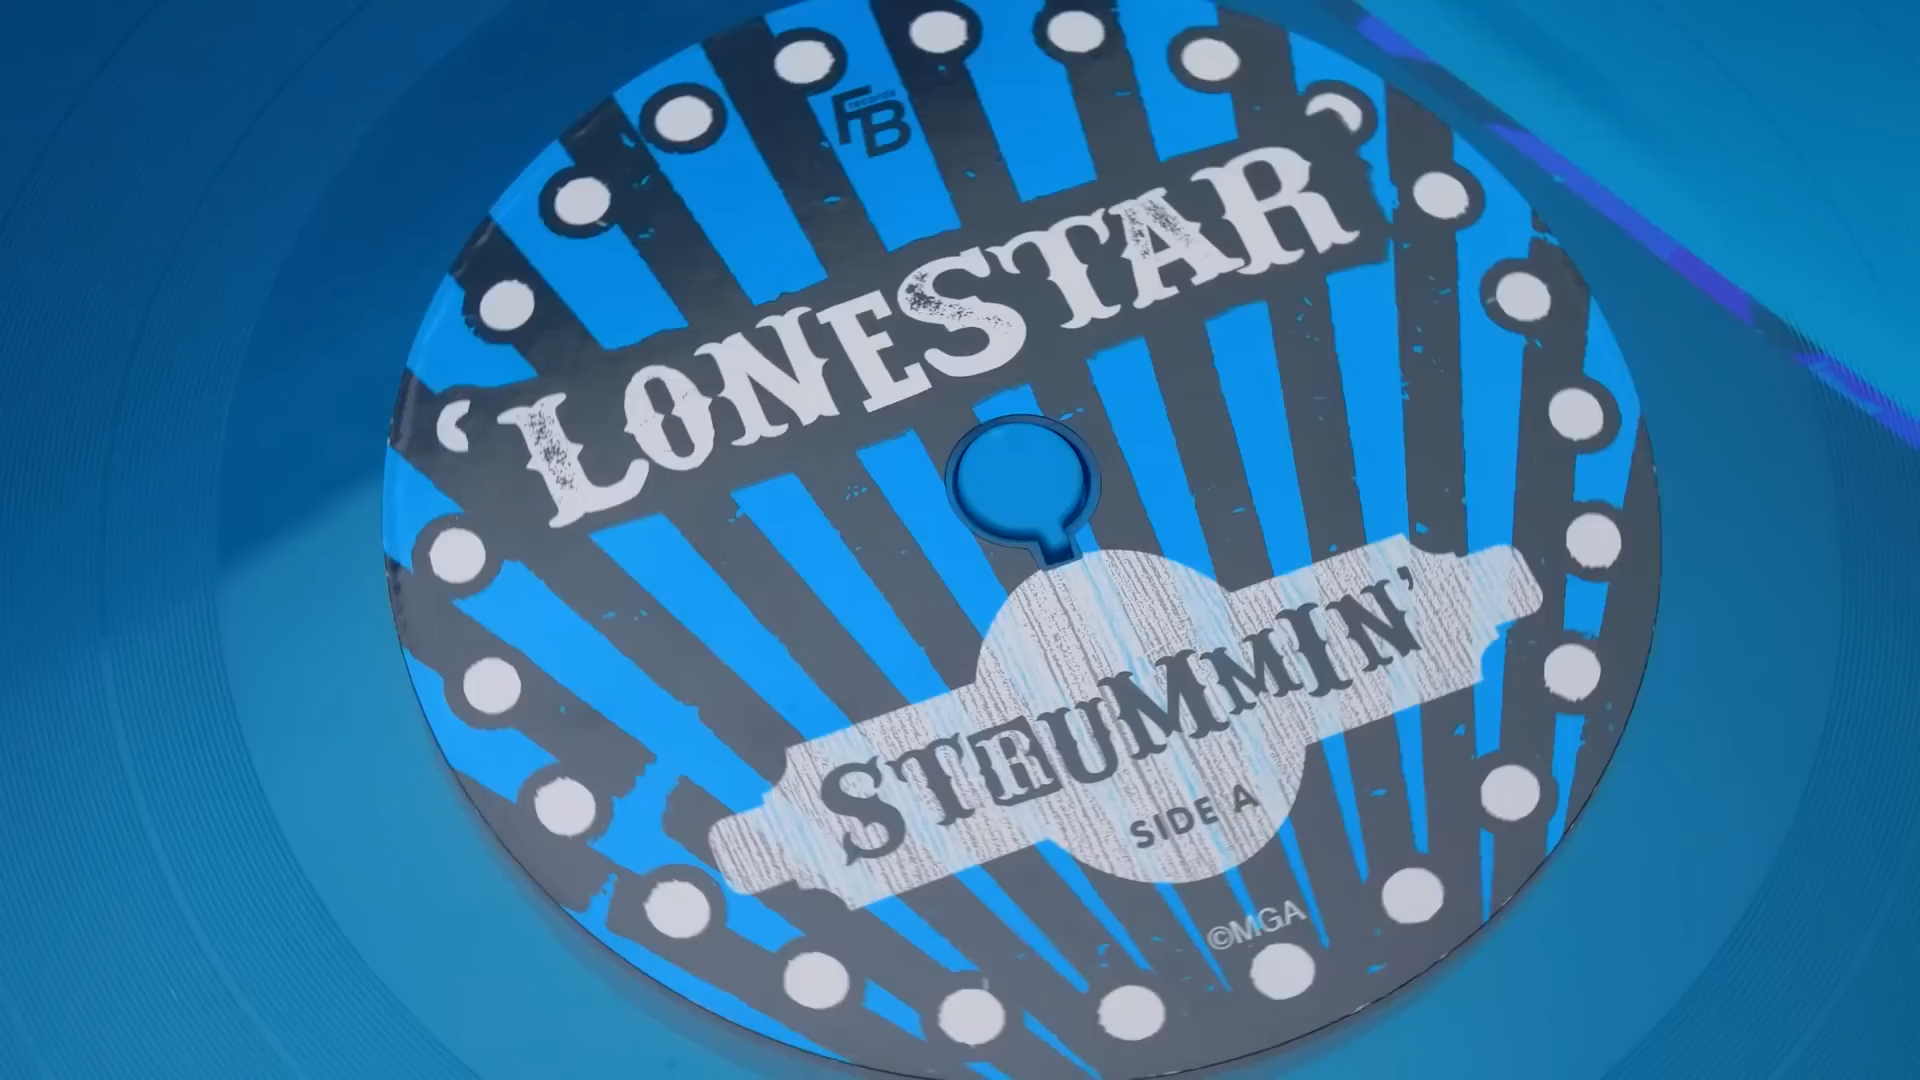 FB
records
‘LONESTAR’
STRUMMIN’
SIDE A
©MGA